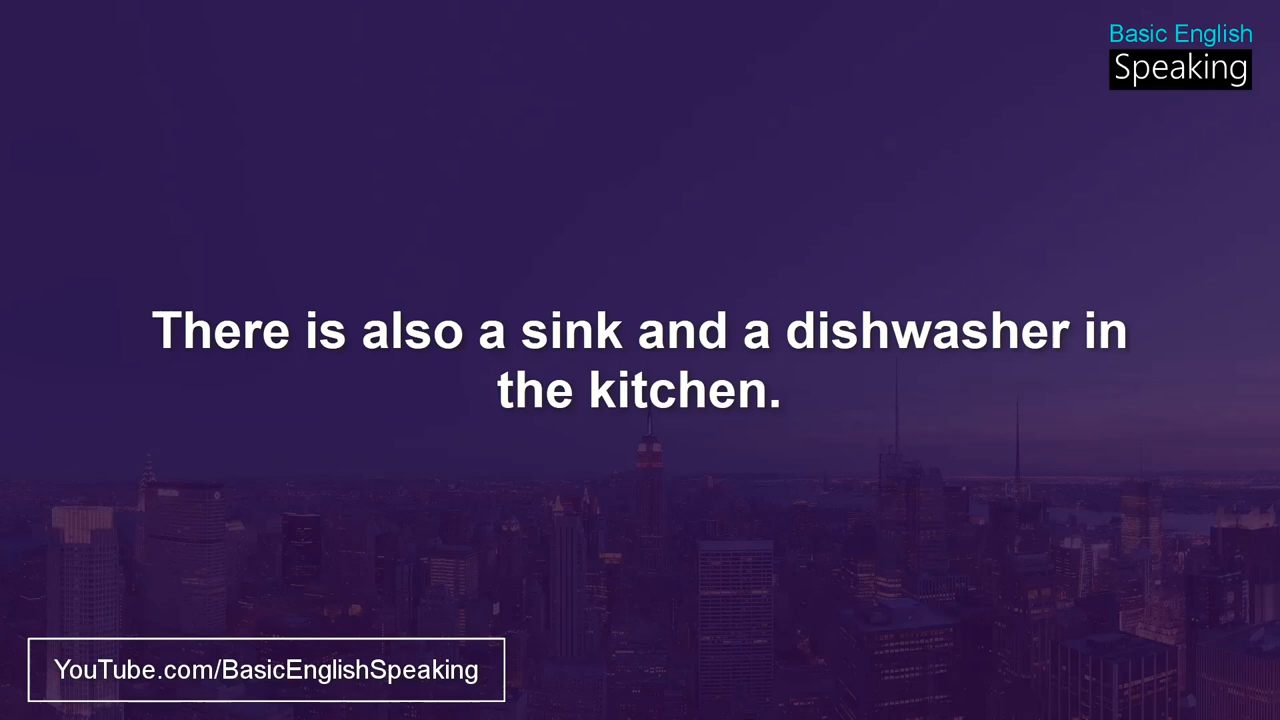 Basic English
Speaking
There is also a sink and a dishwasher in
the kitchen.
YouTube.com/BasicEnglishSpeaking